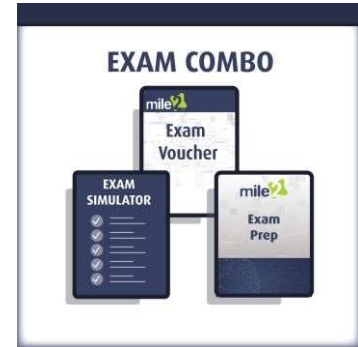 EXAM COMBO
mile2
Exam
Voucher
EXAM
SIMULATOR
mile2
Exam
Prep